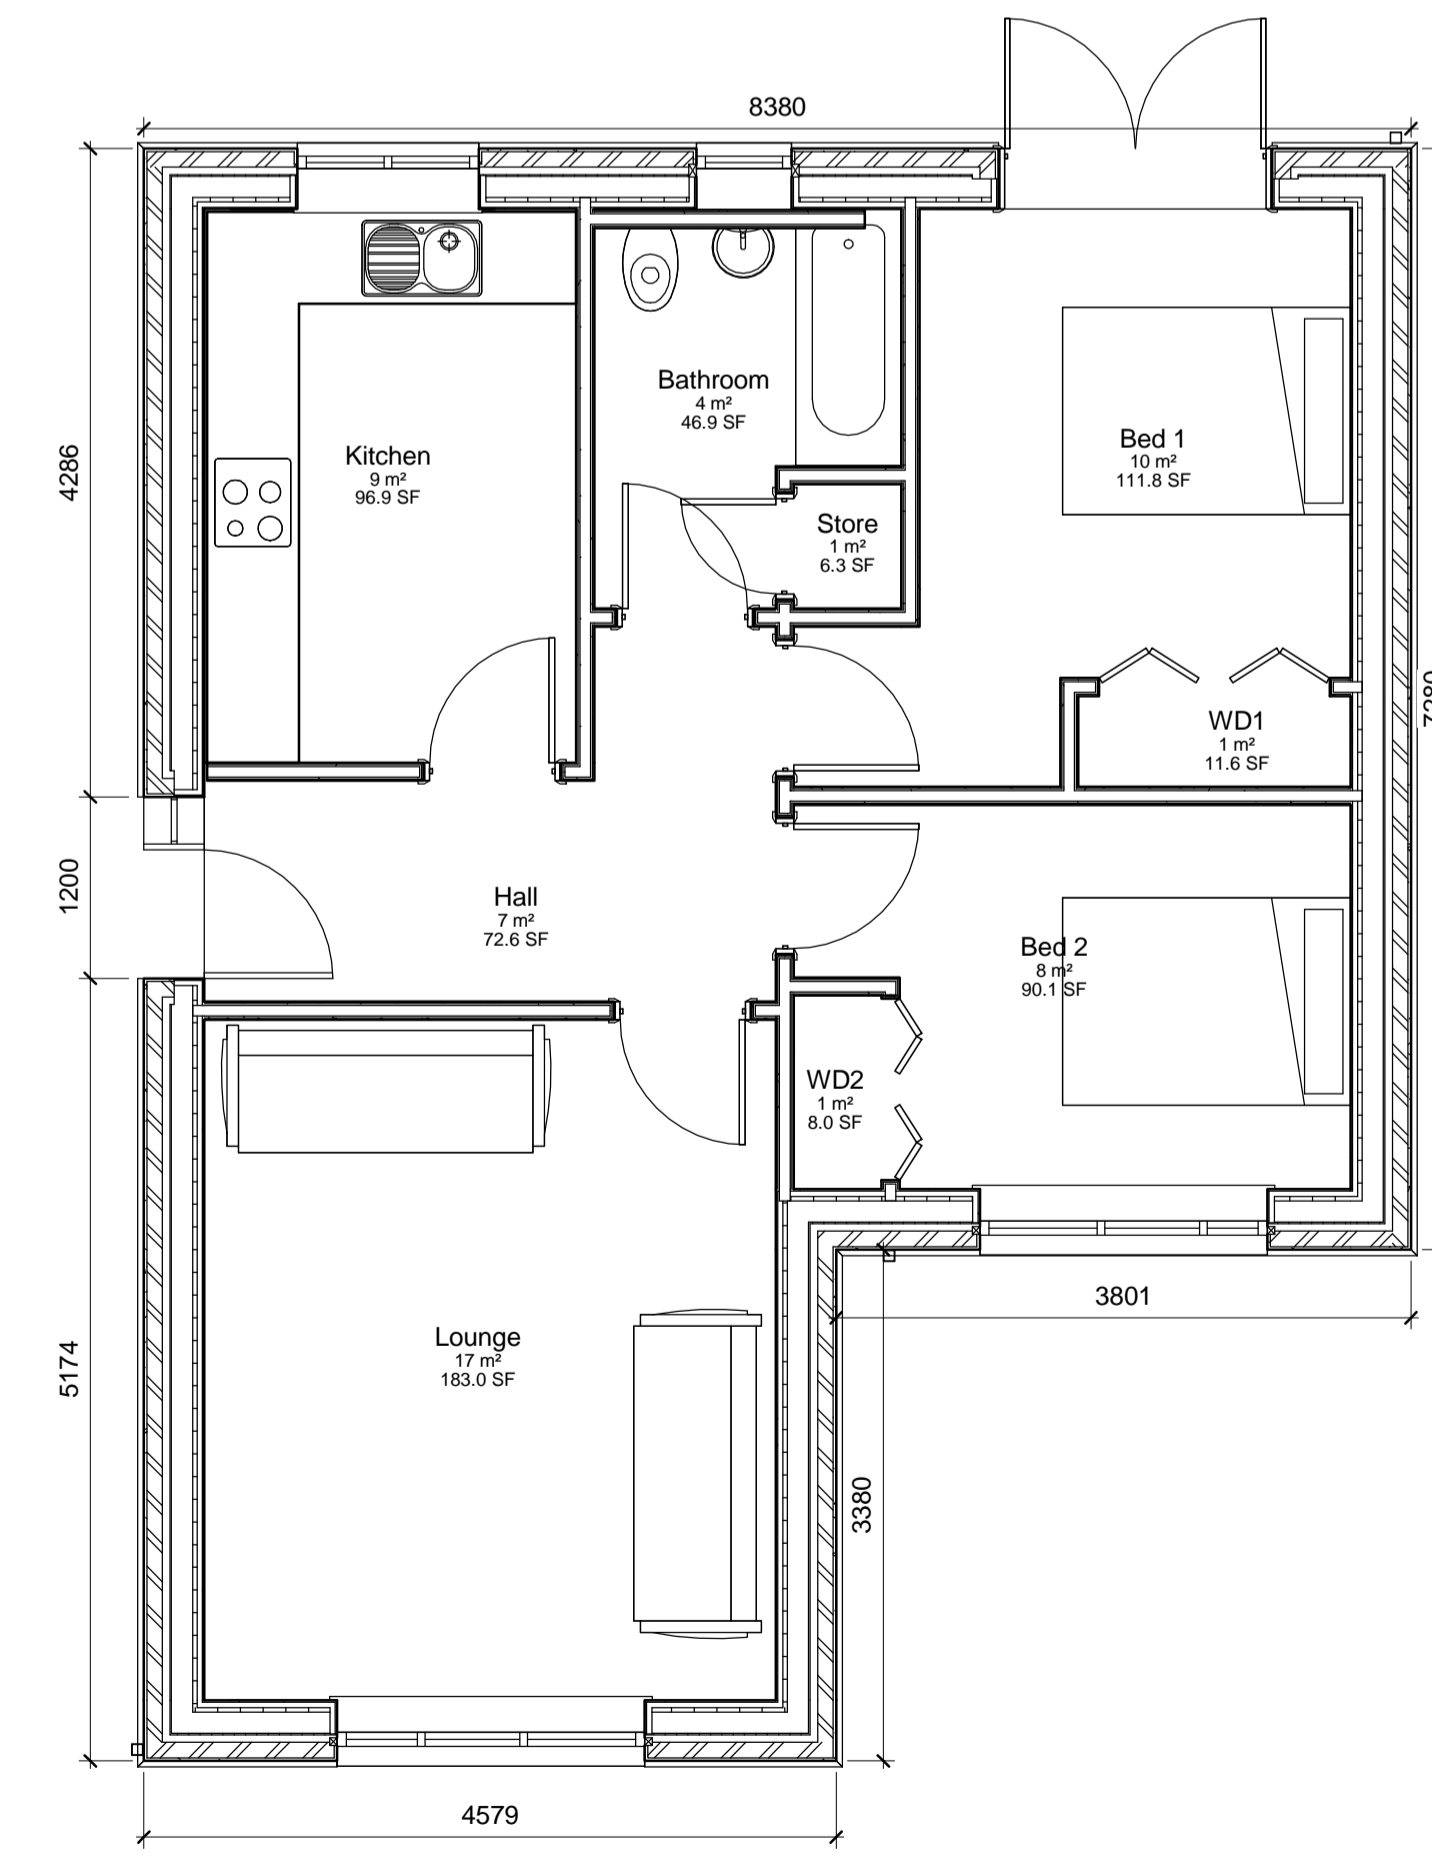 8380
Kitchen
9 m²
96.9 SF
Bathroom
4 m²
46.9 SF
Bed 1
10 m²
111.8 SF
Store
1 m²
6.3 SF
4286
WD1
1 m²
11.6 SF
1200
Hall
7 m²
72.6 SF
Bed 2
8 m²
90.1 SF
WD2
1 m²
8.0 SF
3801
Lounge
17 m²
183.0 SF
5174
3380
4579